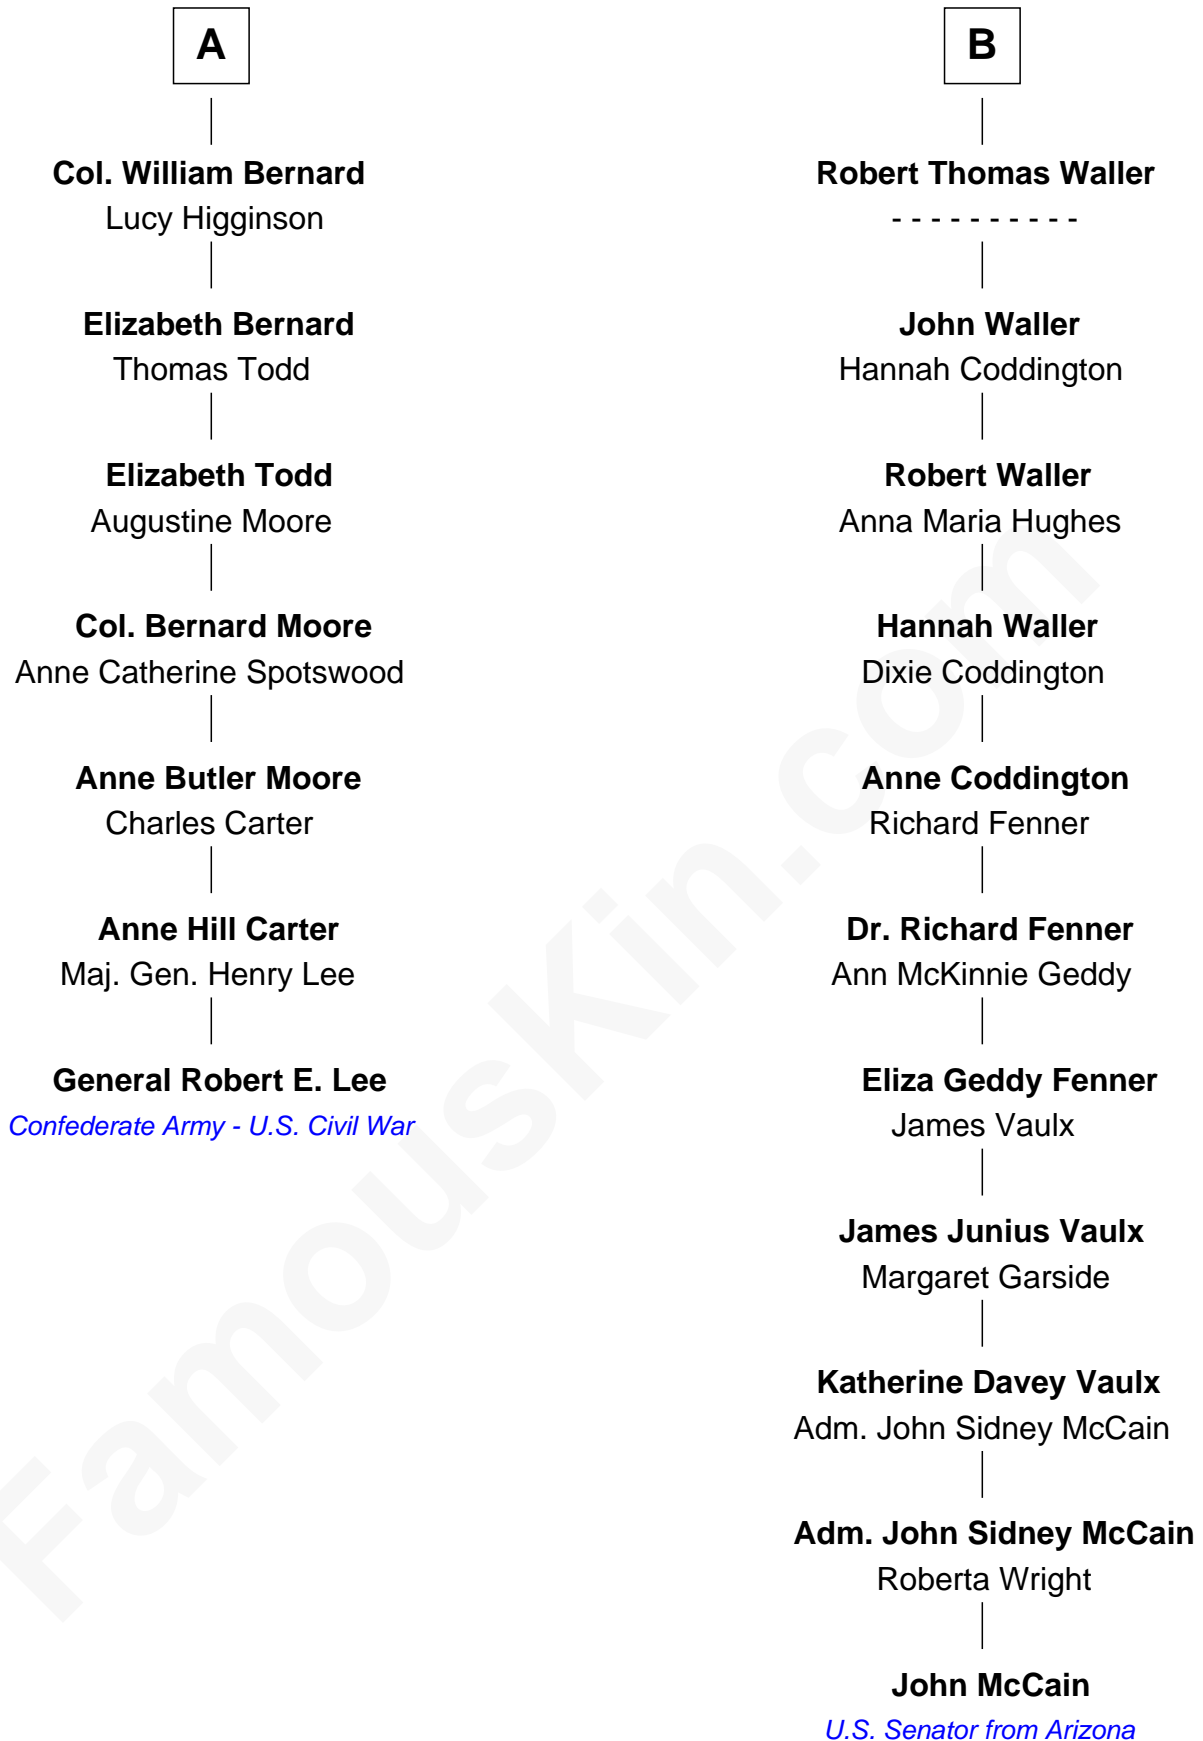 A
Col. William Bernard
Lucy Higginson
Elizabeth Bernard
Thomas Todd
Elizabeth Todd
Augustine Moore
Col. Bernard Moore
Anne Catherine Spotswood
Anne Butler Moore
Charles Carter
Anne Hill Carter
Maj. Gen. Henry Lee
General Robert E. Lee
Confederate Army - U.S. Civil War
B
Robert Thomas Waller
- - - - - - - - - -
John Waller
Hannah Coddington
Robert Waller
Anna Maria Hughes
Hannah Waller
Dixie Coddington
Anne Coddington
Richard Fenner
Dr. Richard Fenner
Ann McKinnie Geddy
Eliza Geddy Fenner
James Vaulx
James Junius Vaulx
Margaret Garside
Katherine Davey Vaulx
Adm. John Sidney McCain
Adm. John Sidney McCain
Roberta Wright
John McCain
U.S. Senator from Arizona
FamousKin.com